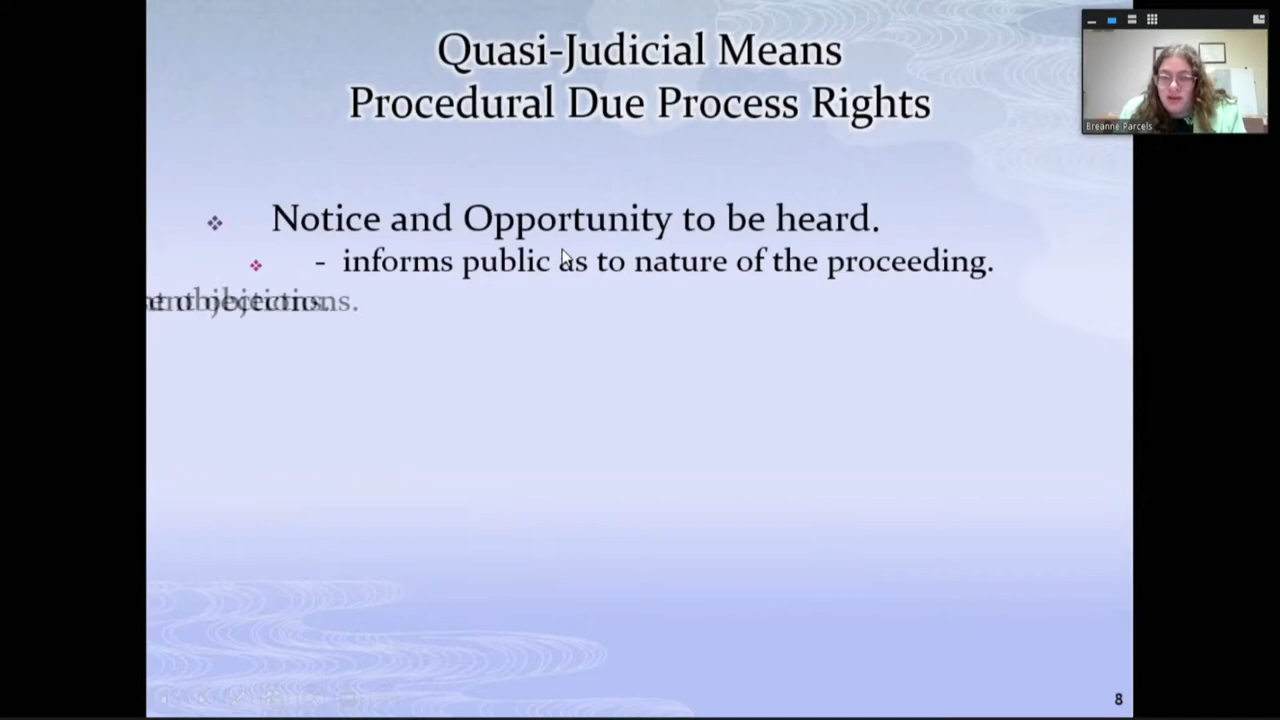 Quasi-Judicial Means
Procedural Due Process Rights
Breanne Parcels
Notice and Opportunity to be heard.
- informs public as to nature of the proceeding.
objections.
8